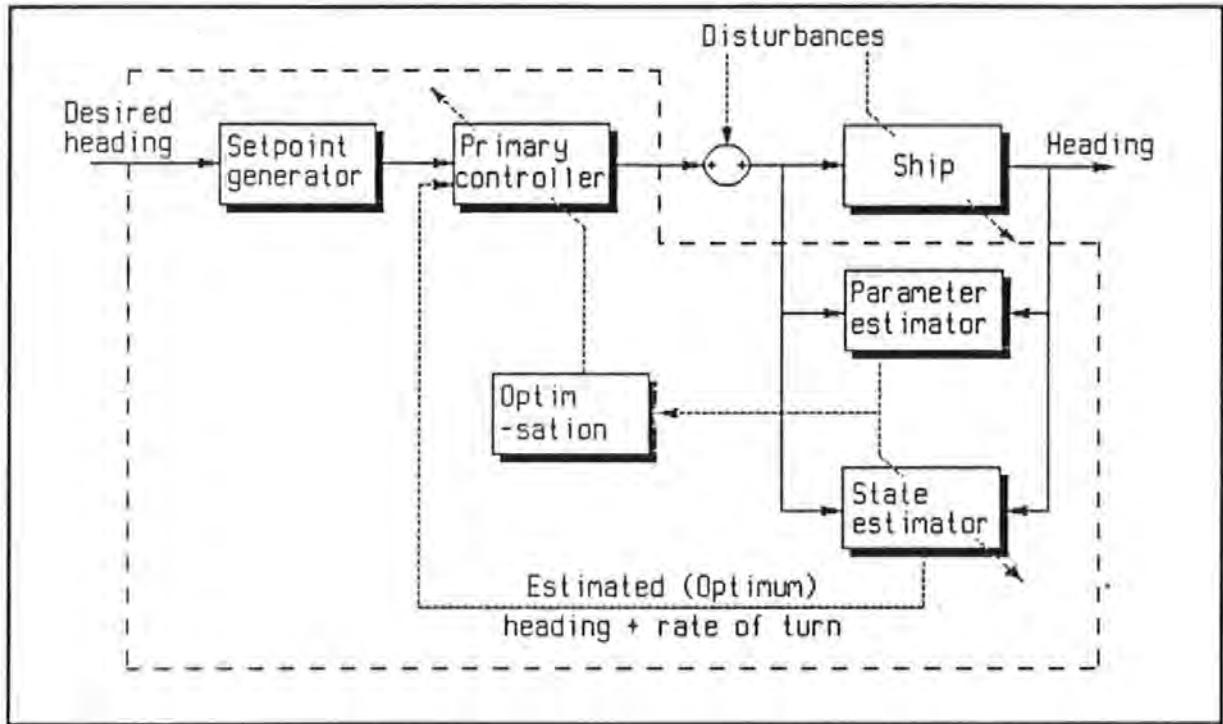 Disturbances
Desired
heading
Setpoint
generator
Primary
controller
+ +
Ship
Heading
Parameter
estimator
Optim
-sation
State
estimator
Estimated (Optimum)
heading + rate of turn